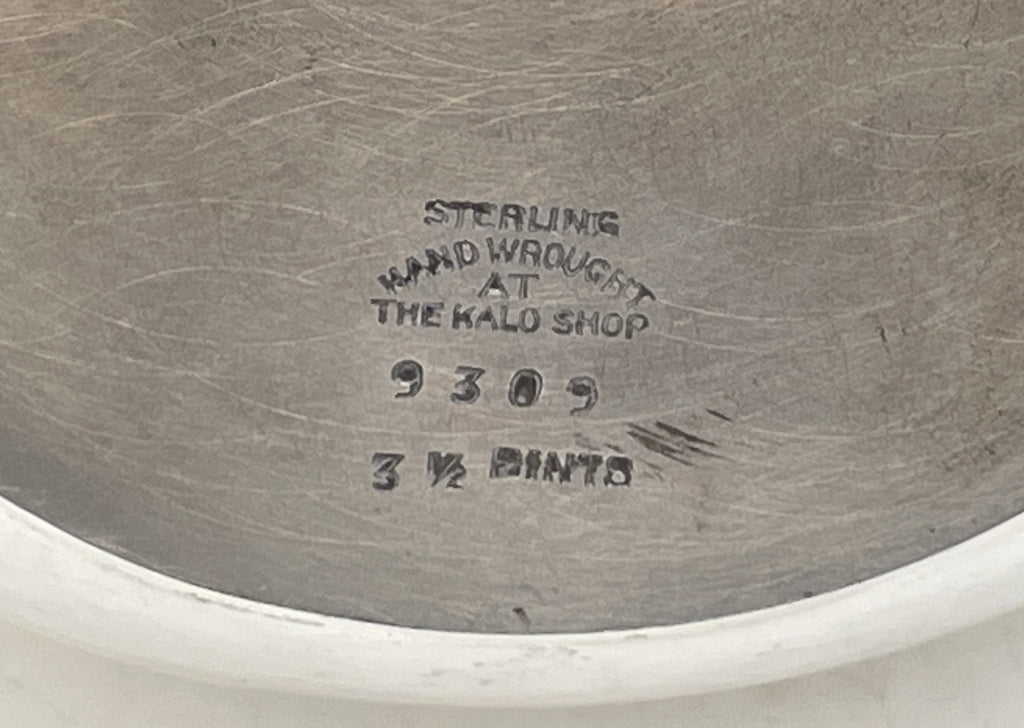 STERLING
HAND WROUGHT
AT
THE KALO SHOP
9309
3 ½ PINTS